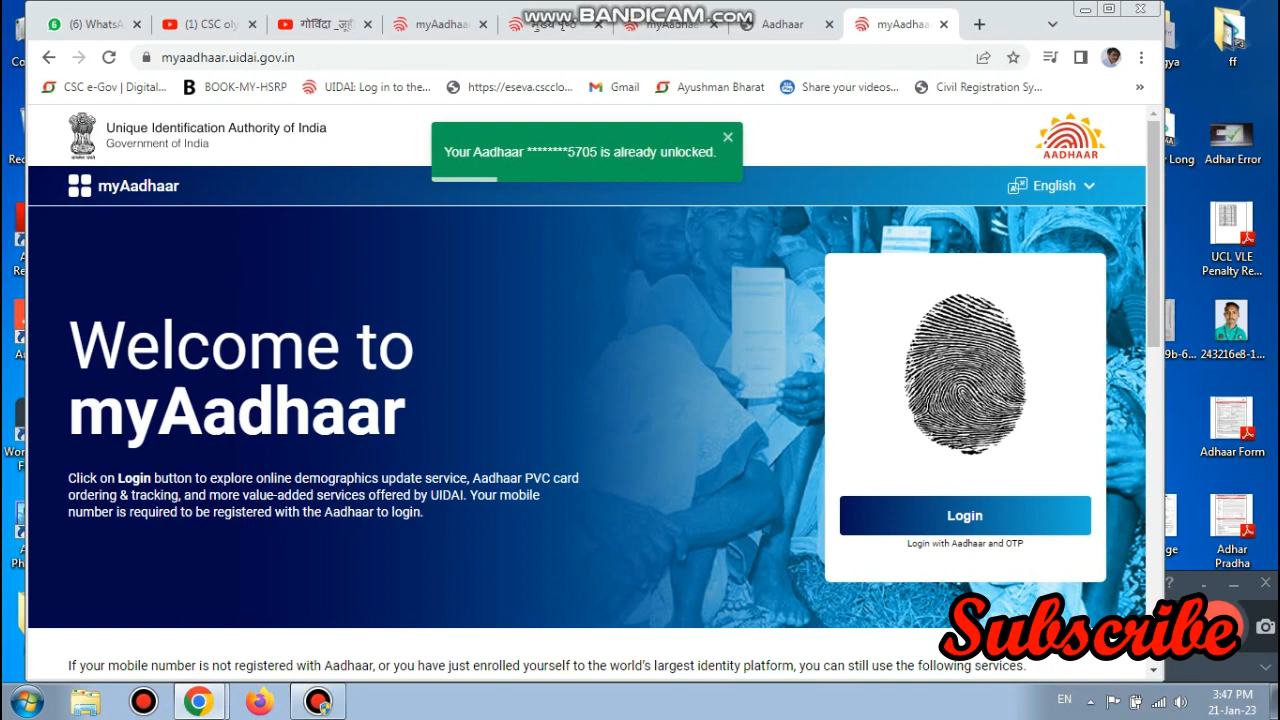 www.BANDICAM.com
(6) WhatsA
(1) CSC oly
गोविंदा _जूही
myAadhaa
myAadhaa
Aadhaar
myAadhaa
myaadhaar.uidai.gov.in
CSC e-Gov | Digital...
BOOK-MY-HSRP
UIDAI: Log in to the...
https://eseva.cscclo...
Gmail
Ayushman Bharat
Share your videos...
Civil Registration Sy...
Unique Identification Authority of India
Government of India
Your Aadhaar ********5705 is already unlocked.
AADHAAR
myAadhaar
English
Welcome to
myAadhaar
Click on Login button to explore online demographics update service, Aadhaar PVC card
ordering & tracking, and more value-added services offered by UIDAI. Your mobile
number is required to be registered with the Aadhaar to login.
Login
Login with Aadhaar and OTP
If your mobile number is not registered with Aadhaar, or you have just enrolled yourself to the world's largest identity platform, you can still use the following services.
ff
Adhar Error
UCL VLE
Penalty Re...
243216e8-1...
Aadhaar Form
Adhar
Pradha
Subscribe
EN
3:47 PM
21-Jan-23